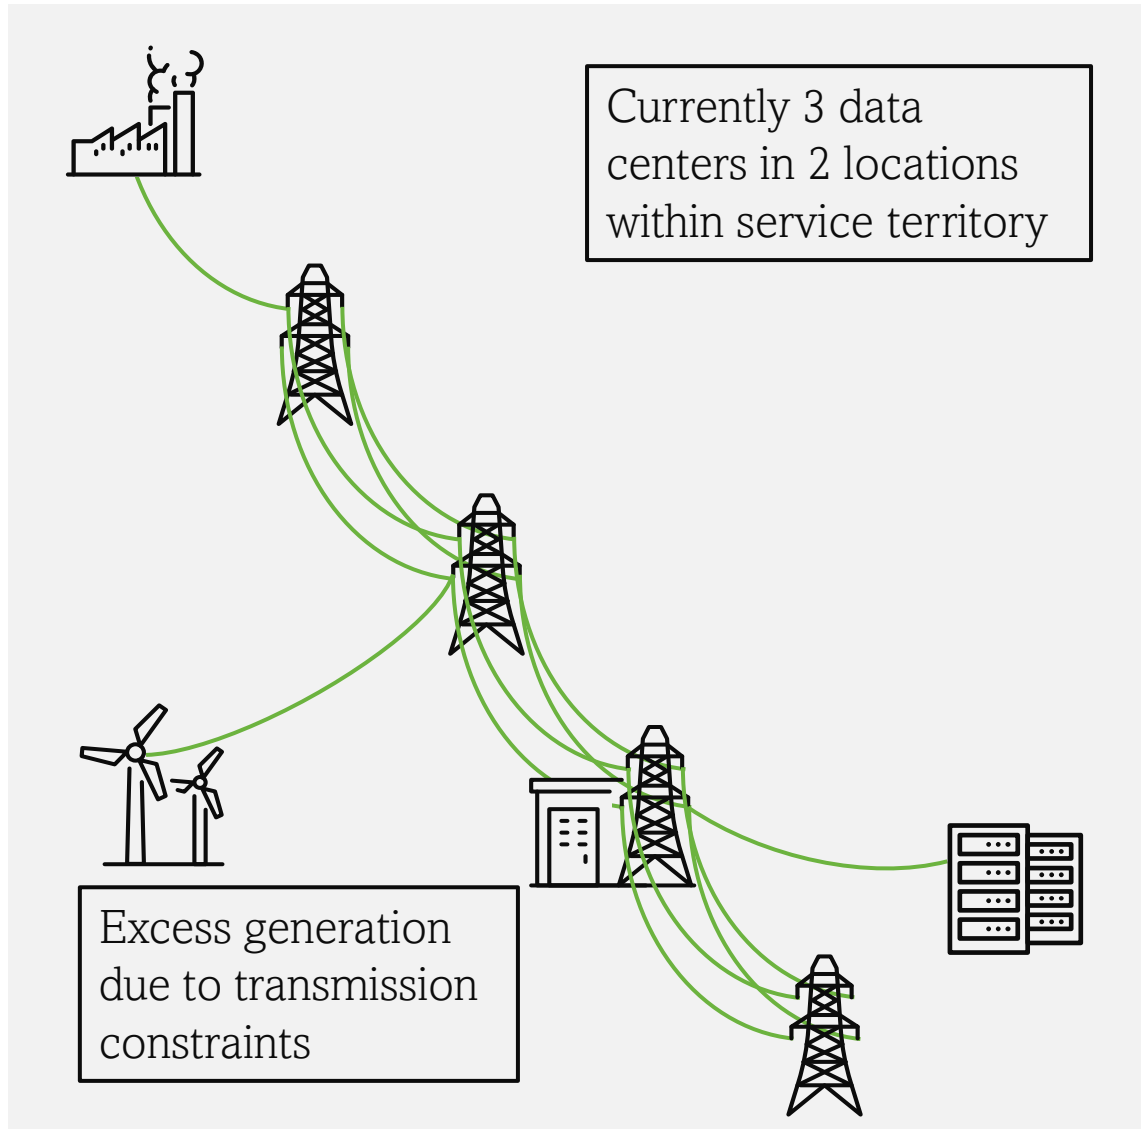 Currently 3 data
centers in 2 locations
within service territory
Excess generation
due to transmission
constraints